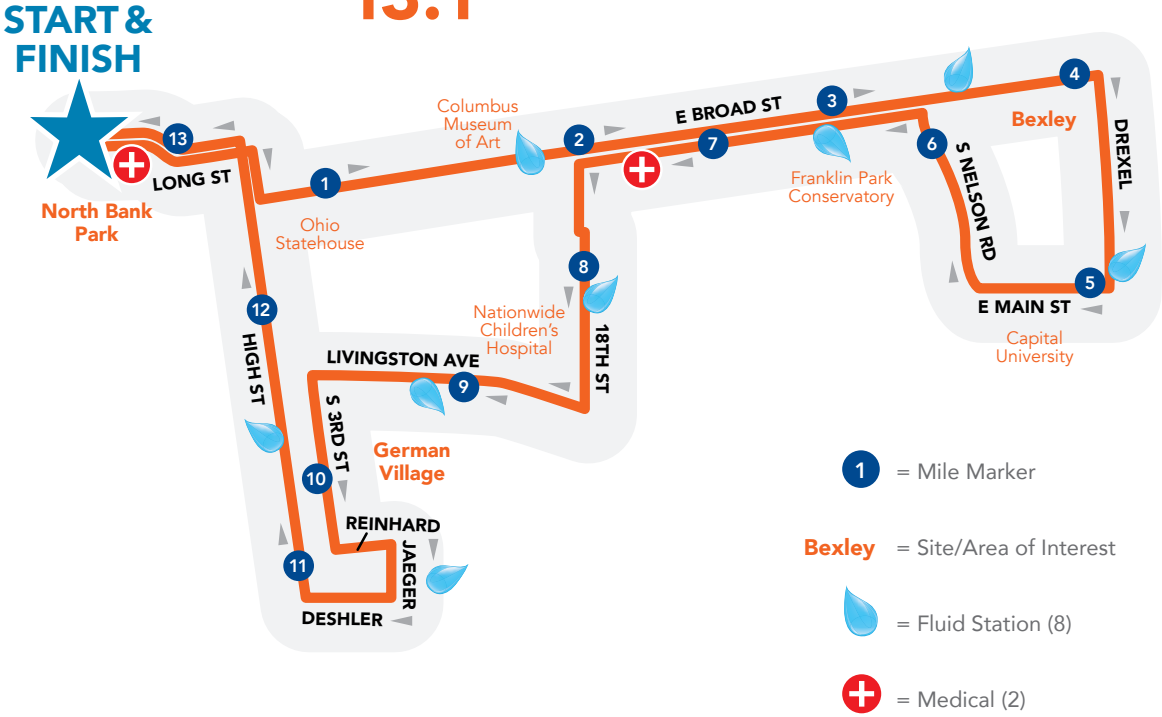 START &
FINISH
13.1
Columbus
Museum
of Art
2
E BROAD ST
3
4
Bexley
DREXEL
13
LONG ST
1
7
6
S NELSON RD
North Bank
Park
Ohio
Statehouse
Franklin Park
Conservatory
8
5
E MAIN ST
Capital
University
12
HIGH ST
Nationwide
Children's
Hospital
18TH ST
LIVINGSTON AVE
9
S 3RD ST
German
Village
10
REINHARD
JAEGER
11
DESHLER
1 = Mile Marker
Bexley = Site/Area of Interest
= Fluid Station (8)
= Medical (2)